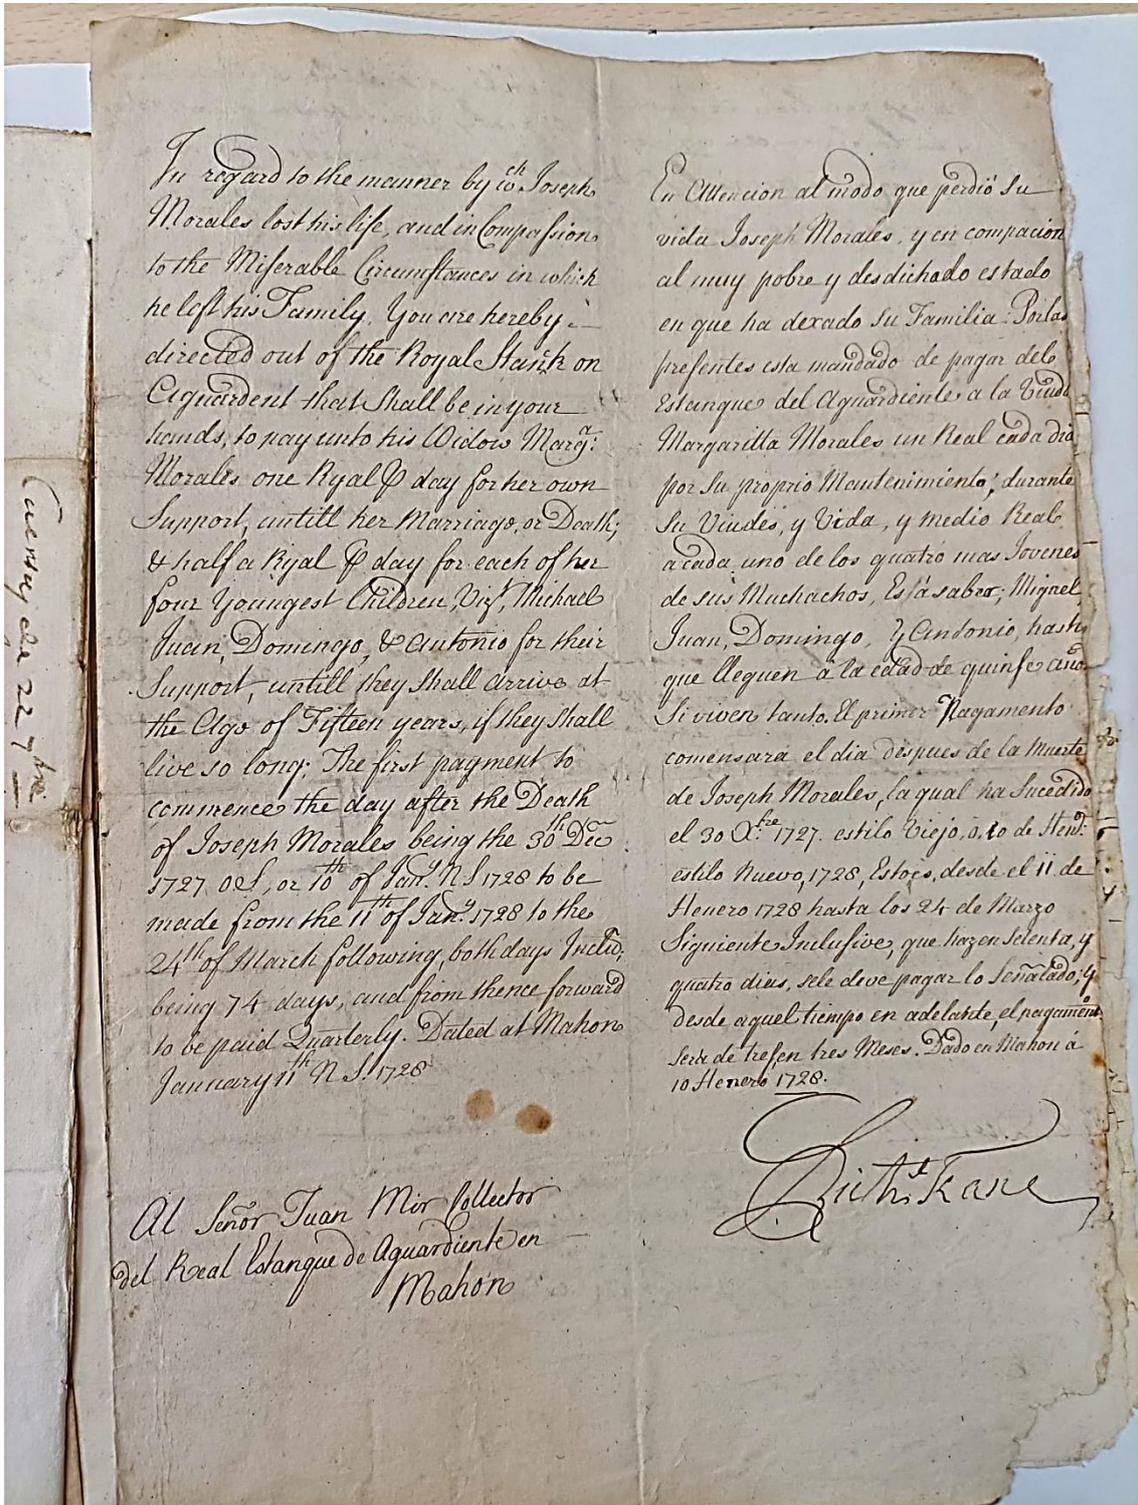 In regard to the manner by wch Joseph
Morales lost his life, and in Compassion
to the Miserable Circumstances in which
he left his Family. You are hereby
directed out of the Royal Stank on
Aguardent that Shall be in your
hands, to pay unto his Widow Marga:
Morales one Ryal ⅌ day for her own
Support, untill her Marriage, or Death;
& half a Ryal ⅌ day for each of her
four Youngest Children, Vizt, Michael
Juan, Domingo, & Antonio for their
Support, untill they Shall arrive at
the Age of Fifteen years, if they Shall
live so long; The first payment to
commence the day after the Death
of Joseph Morales being the 30th Dec
1727 OS, or 10th of Jany. NS 1728 to be
made from the 11th of Jany. 1728 to the
24th of March following, both days Includ;
being 74 days, and from thence forward
to be paid Quarterly. Dated at Mahon
January 11th N S. 1728
Al Señor Juan Mir Collector
del Real Estanque de Aguardiente en
Mahon
En Attencion al modo que perdió Su
vida Joseph Morales, y en compacion
al muy pobre y desdichado estado
en que ha dexado Su Familia. Por las
presentes esta mandado de pagar del
Estanque del Aguardiente a la Viuda
Margaritta Morales un Real cada dia
por Su proprio Mantenimiento; durante
Su Viudes, y Vida, y medio Real
a cada uno de los quatro mas Jovenes
de sus Muchachos, Está saber; Miguel,
Juan, Domingo, Y Antonio, hasta
que lleguen à la edad de quinse años
Si viven tanto. El primer Pagamento
comensará el dia despues de la Muerte
de Joseph Morales, la qual ha Sucedido
el 30 Xbre 1727. estilo Viejo, ò, 10 de Hen:
estilo Nuevo, 1728, Estoes, desde el 11 de
Henero 1728 hasta los 24 de Marzo
Siguiente Inclusive, que hazen Setenta, y
quatro dias, sele deve pagar lo Señalado; y
desde aquel tiempo en adelante, el pagament
Será de tres, en tres Meses. Dado en Mahon á
10 Henero 1728.
Richd. Kane
Cuentas de 22 7bre